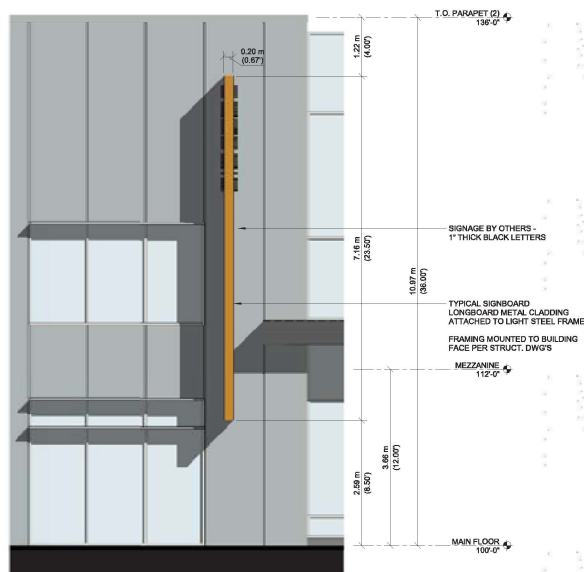 T.O. PARAPET (2)
136'-0"
1.22 m
(4.00')
0.20 m
(0.67')
SIGNAGE BY OTHERS -
1" THICK BLACK LETTERS
7.16 m
(23.50')
10.97 m
(36.00')
TYPICAL SIGNBOARD
LONGBOARD METAL CLADDING
ATTACHED TO LIGHT STEEL FRAME
FRAMING MOUNTED TO BUILDING
FACE PER STRUCT. DWG'S
MEZZANINE
112'-0"
3.66 m
(12.00')
2.59 m
(8.50')
MAIN FLOOR
100'-0"